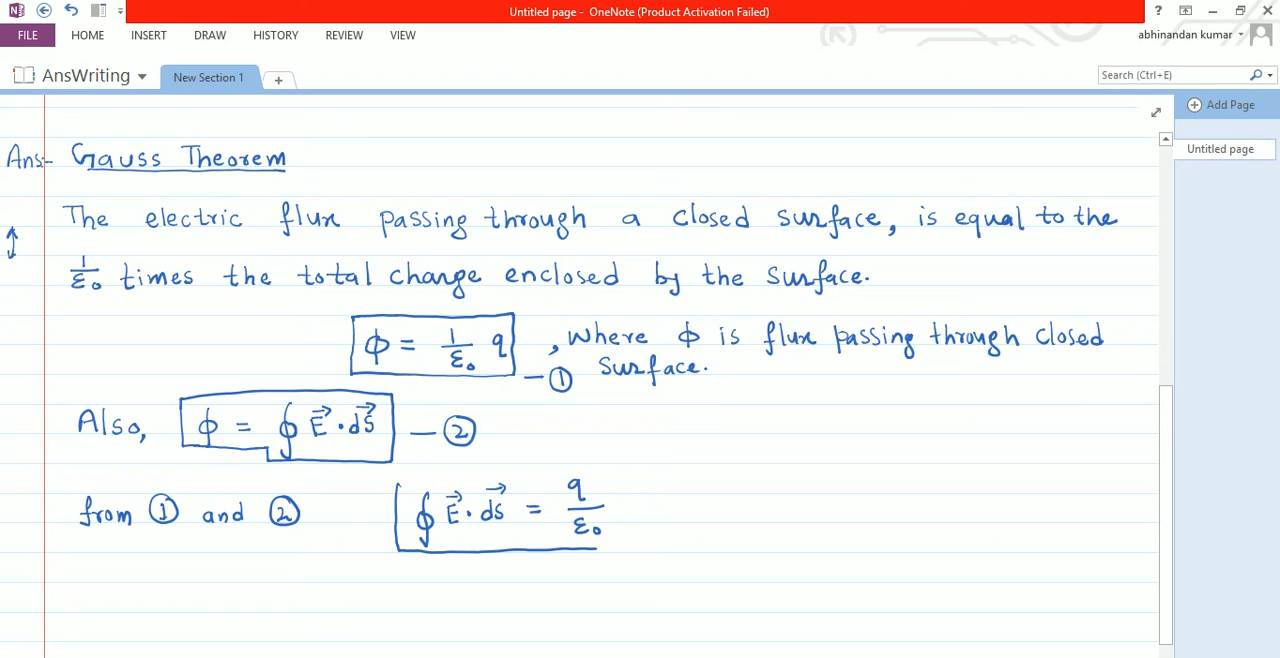 Untitled page - OneNote (Product Activation Failed)
FILE HOME INSERT DRAW HISTORY REVIEW VIEW
abhinandan kumar
AnsWriting New Section 1
Search (Ctrl+E)
Add Page
Untitled page
Ans:- Gauss Theorem
The electric flux passing through a closed surface, is equal to the
1/ε₀ times the total charge enclosed by the surface.
ϕ = 1/ε₀ q , where ϕ is flux passing through closed
surface.
— ①
Also, ϕ = ∮ E⃗ · dS⃗ — ②
from ① and ② ∮ E⃗ · ds⃗ = q/ε₀